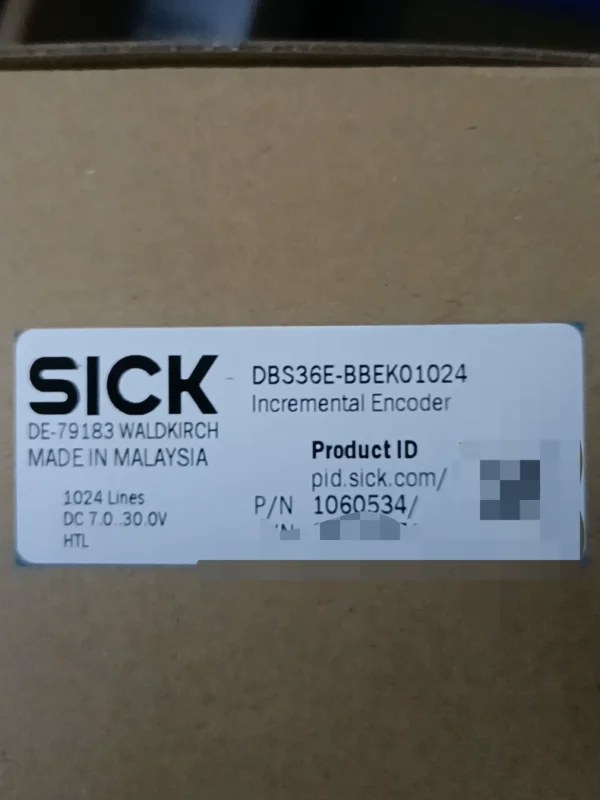 SICK
DE-79183 WALDKIRCH
MADE IN MALAYSIA
1024 Lines
DC 7.0..30.0V
HTL
DBS36E-BBEK01024
Incremental Encoder
Product ID
pid.sick.com/
P/N 1060534/